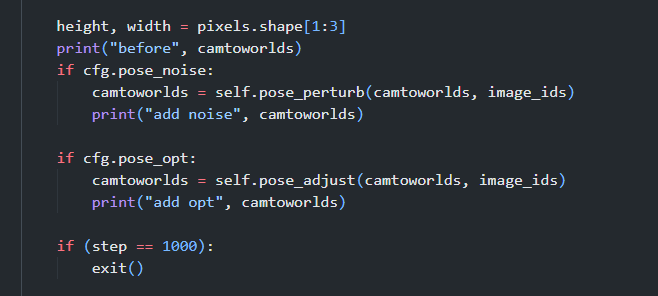 height, width = pixels.shape[1:3]
print("before", camtoworlds)
if cfg.pose_noise:
    camtoworlds = self.pose_perturb(camtoworlds, image_ids)
    print("add noise", camtoworlds)

if cfg.pose_opt:
    camtoworlds = self.pose_adjust(camtoworlds, image_ids)
    print("add opt", camtoworlds)

if (step == 1000):
    exit()